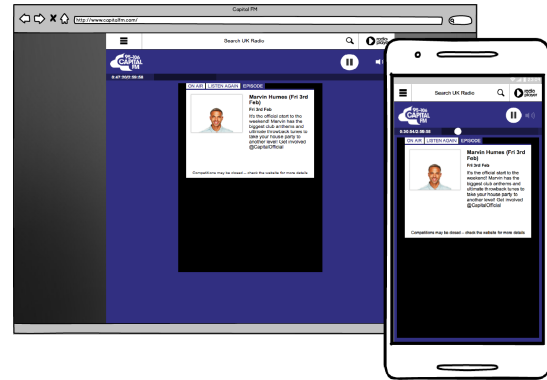 Capital FM
http://www.capitalfm.com/
Search UK Radio
radio
player
95-106
CAPITAL
FM
ON AIR LISTEN AGAIN EPISODE
Marvin Humes (Fri 3rd
Feb)
Fri 3rd Feb
It's the official start to the
weekend! Marvin has the
biggest club anthems and
ultimate throwback tunes to
take your house party to
another level! Get involved
@CapitalOfficial
Competitions may be closed – check the website for more details
Search UK Radio
radio
player
95-106
CAPITAL
FM
ON AIR LISTEN AGAIN EPISODE
Marvin Humes (Fri 3rd
Feb)
Fri 3rd Feb
It's the official start to the
weekend! Marvin has the
biggest club anthems and
ultimate throwback tunes to
take your house party to
another level! Get involved
@CapitalOfficial
Competitions may be closed – check the website for more details